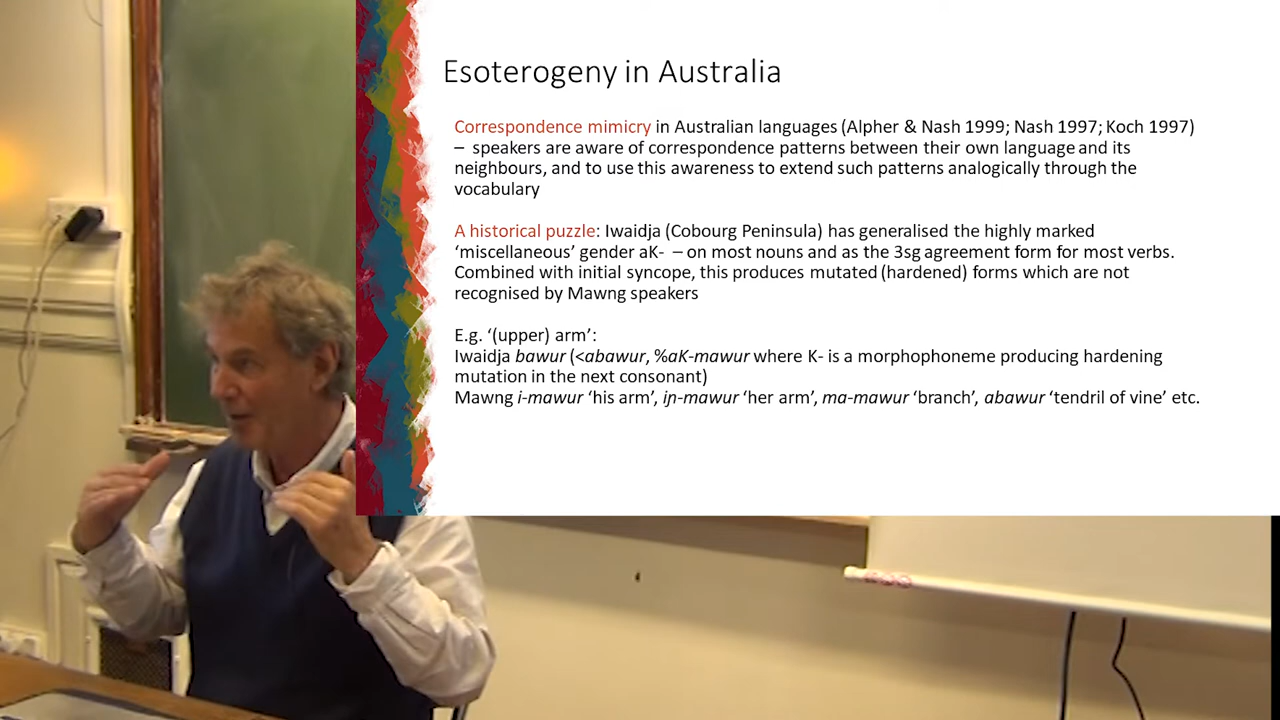 Esoterogeny in Australia
Correspondence mimicry in Australian languages (Alpher & Nash 1999; Nash 1997; Koch 1997)
– speakers are aware of correspondence patterns between their own language and its
neighbours, and to use this awareness to extend such patterns analogically through the
vocabulary
A historical puzzle: Iwaidja (Cobourg Peninsula) has generalised the highly marked
‘miscellaneous’ gender aK- – on most nouns and as the 3sg agreement form for most verbs.
Combined with initial syncope, this produces mutated (hardened) forms which are not
recognised by Mawng speakers
E.g. ‘(upper) arm’:
Iwaidja bawur (<abawur, %aK-mawur where K- is a morphophoneme producing hardening
mutation in the next consonant)
Mawng i-mawur ‘his arm’, iɲ-mawur ‘her arm’, ma-mawur ‘branch’, abawur ‘tendril of vine’ etc.